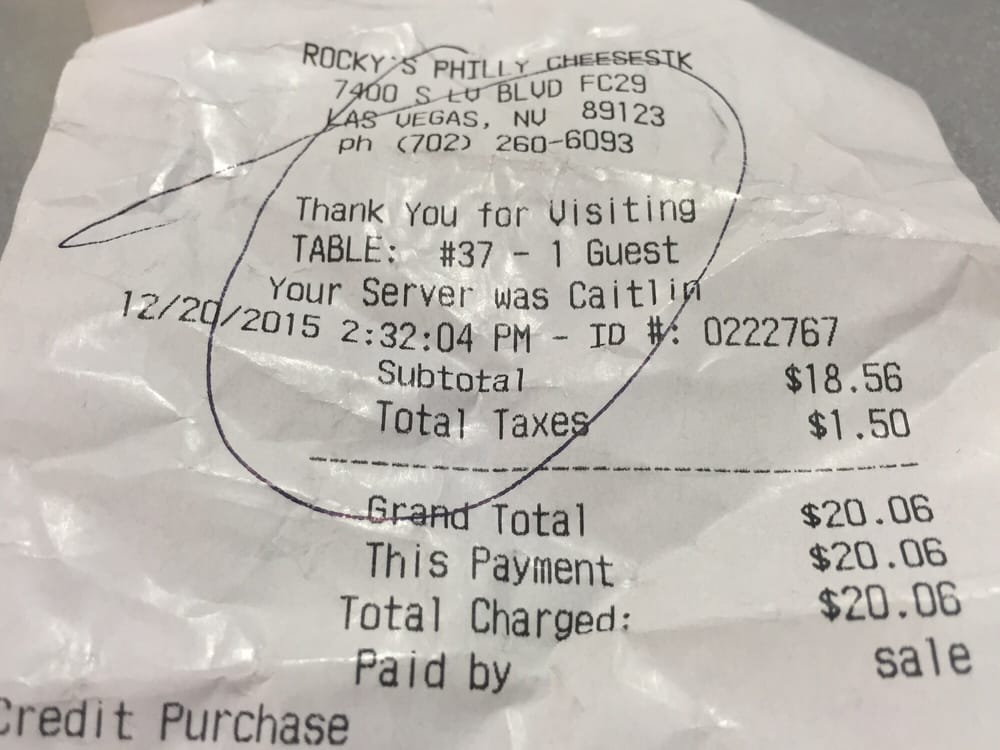 ROCKY'S PHILLY CHEESESTK
7400 S LV BLVD FC29
LAS VEGAS, NV 89123
ph (702) 260-6093
Thank You for Visiting
TABLE: #37 - 1 Guest
Your Server was Caitlin
12/20/2015 2:32:04 PM - ID #: 0222767
Subtotal $18.56
Total Taxes $1.50
Grand Total $20.06
This Payment $20.06
Total Charged: $20.06
Paid by sale
Credit Purchase